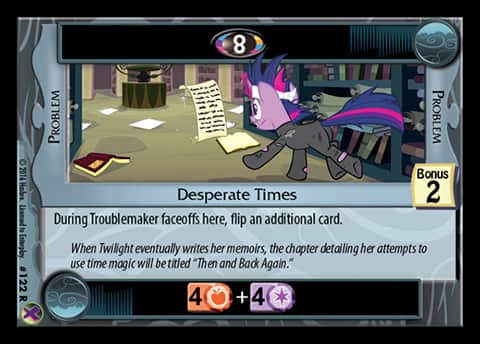 8
PROBLEM
PROBLEM
Desperate Times
Bonus
2
During Troublemaker faceoffs here, flip an additional card.
When Twilight eventually writes her memoirs, the chapter detailing her attempts to
use time magic will be titled “Then and Back Again.”
4 + 4
© 2014 Hasbro. Licensed to Enterplay.
#122 R